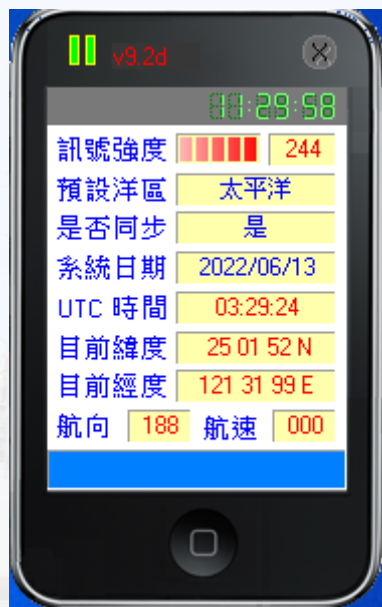 v9.2d
11:29:58
訊號強度 244
預設洋區 太平洋
是否同步 是
系統日期 2022/06/13
UTC 時間 03:29:24
目前緯度 25 01 52 N
目前經度 121 31 99 E
航向 188 航速 000